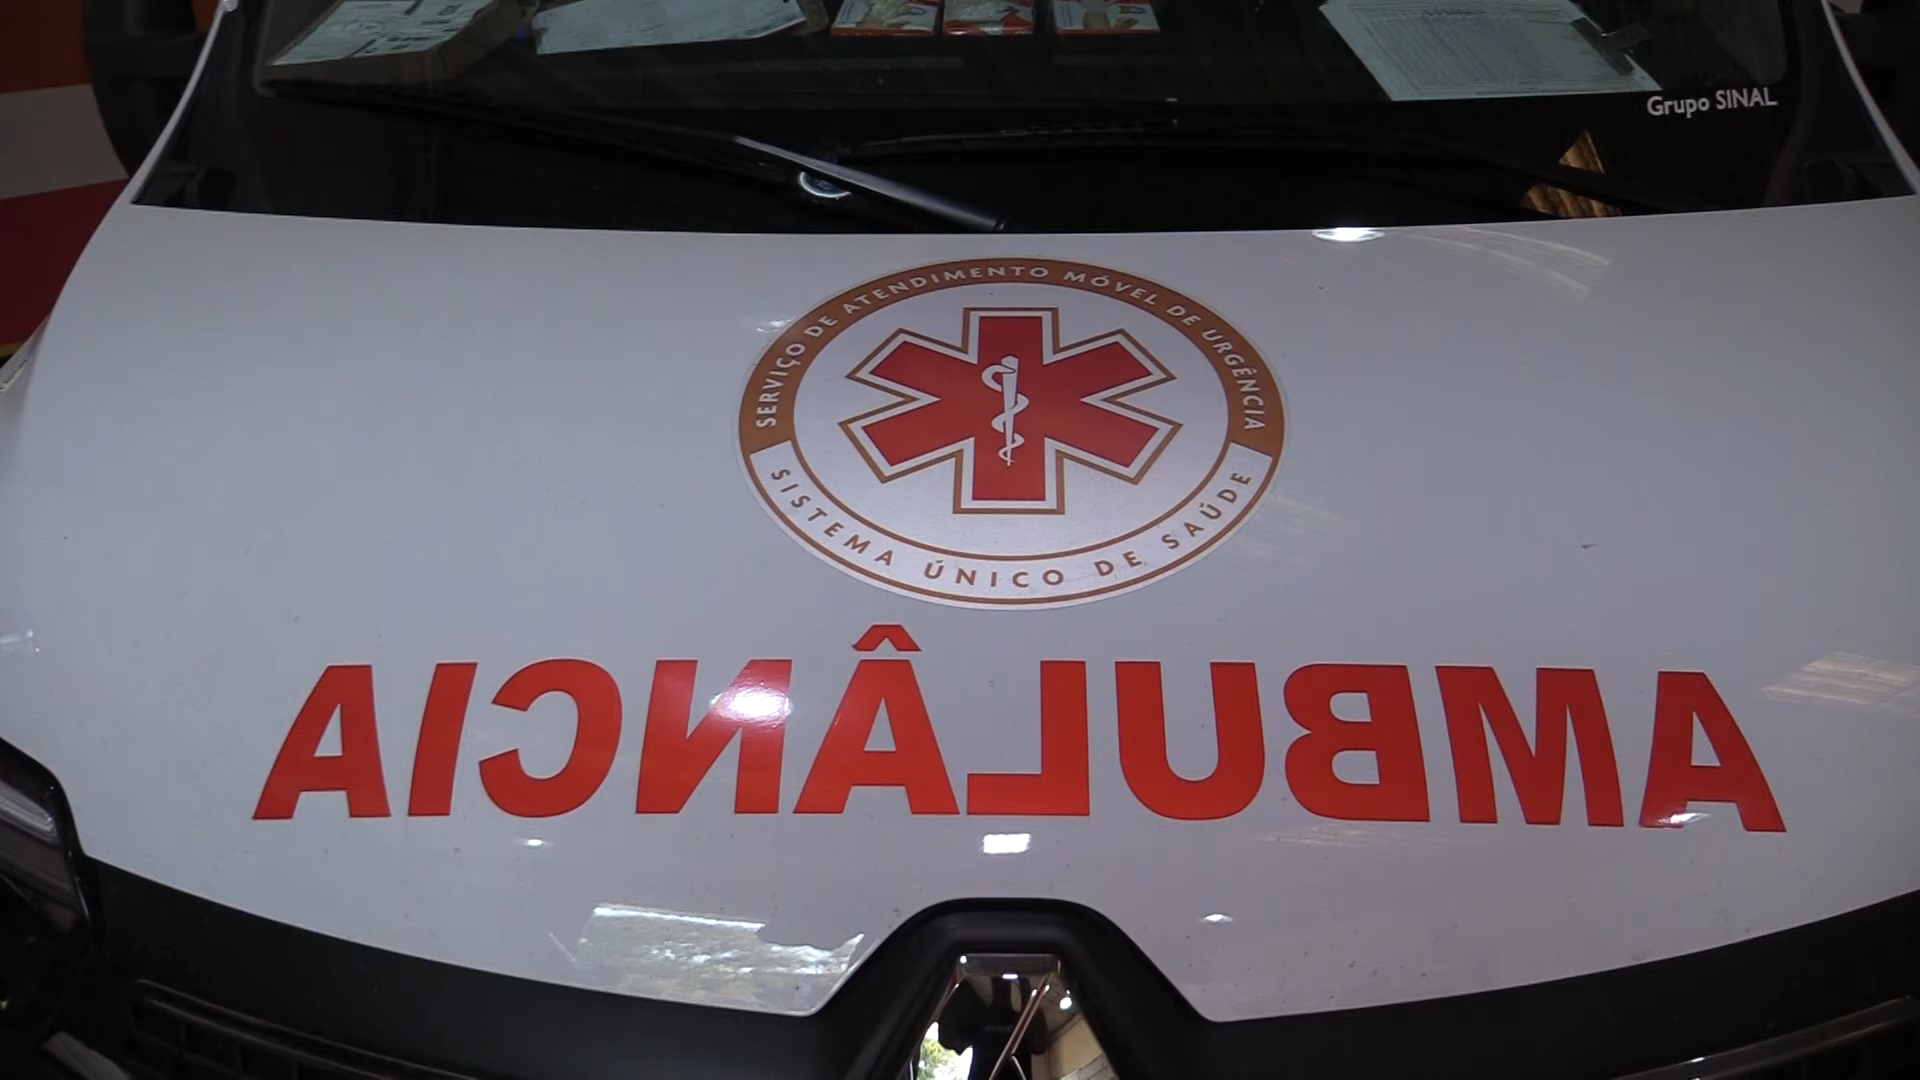 Grupo SINAL
SERVIÇO DE ATENDIMENTO MÓVEL DE URGÊNCIA
SISTEMA ÚNICO DE SAÚDE
AMBULÂNCIA